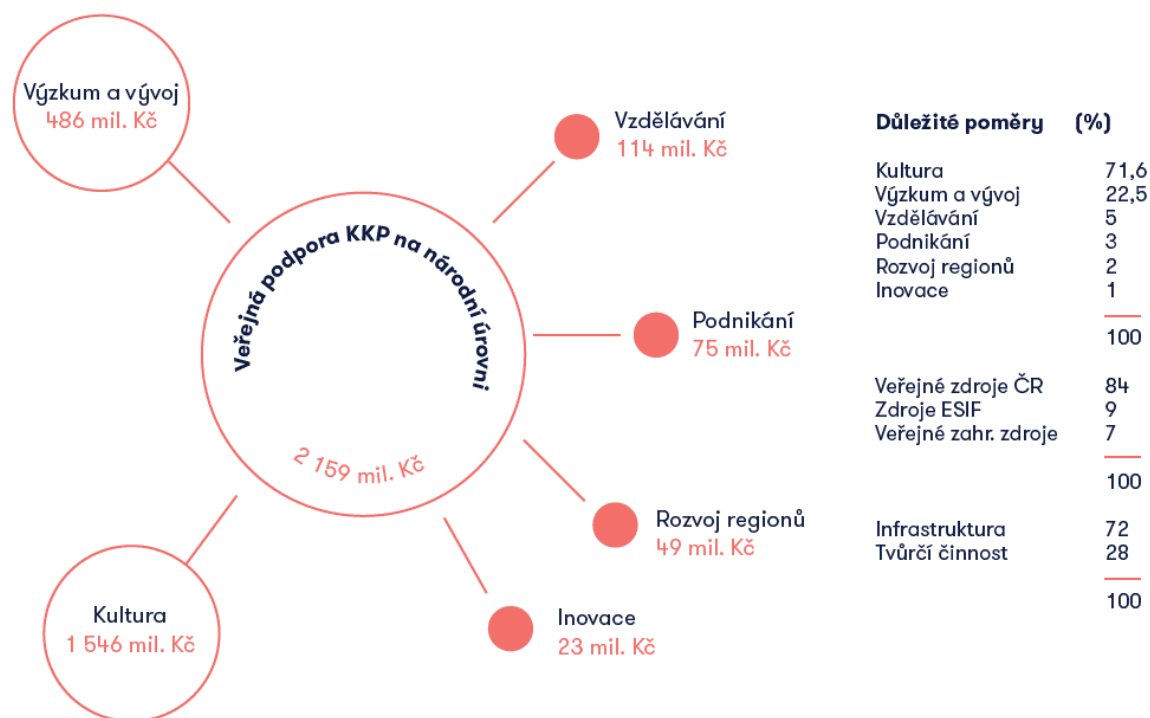 Výzkum a vývoj
486 mil. Kč
Vzdělávání
114 mil. Kč
Veřejná podpora KKP na národní úrovni
2 159 mil. Kč
Podnikání
75 mil. Kč
Rozvoj regionů
49 mil. Kč
Inovace
23 mil. Kč
Kultura
1 546 mil. Kč
Důležité poměry (%)
Kultura 71,6
Výzkum a vývoj 22,5
Vzdělávání 5
Podnikání 3
Rozvoj regionů 2
Inovace 1
100
Veřejné zdroje ČR 84
Zdroje ESIF 9
Veřejné zahr. zdroje 7
100
Infrastruktura 72
Tvůrčí činnost 28
100